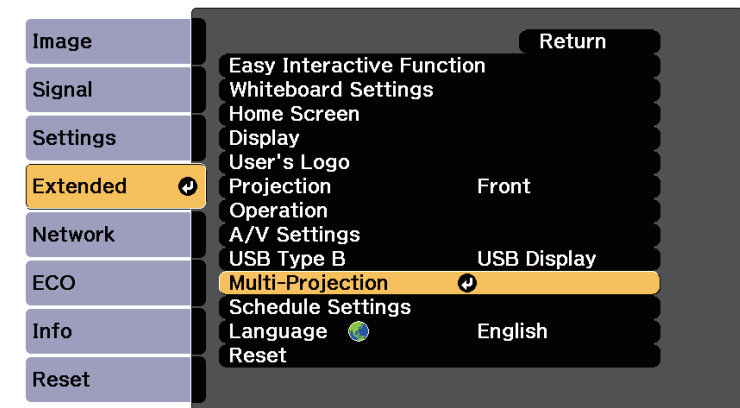 Image
Signal
Settings
Extended
Network
ECO
Info
Reset
Return
Easy Interactive Function
Whiteboard Settings
Home Screen
Display
User's Logo
Projection Front
Operation
A/V Settings
USB Type B USB Display
Multi-Projection
Schedule Settings
Language English
Reset